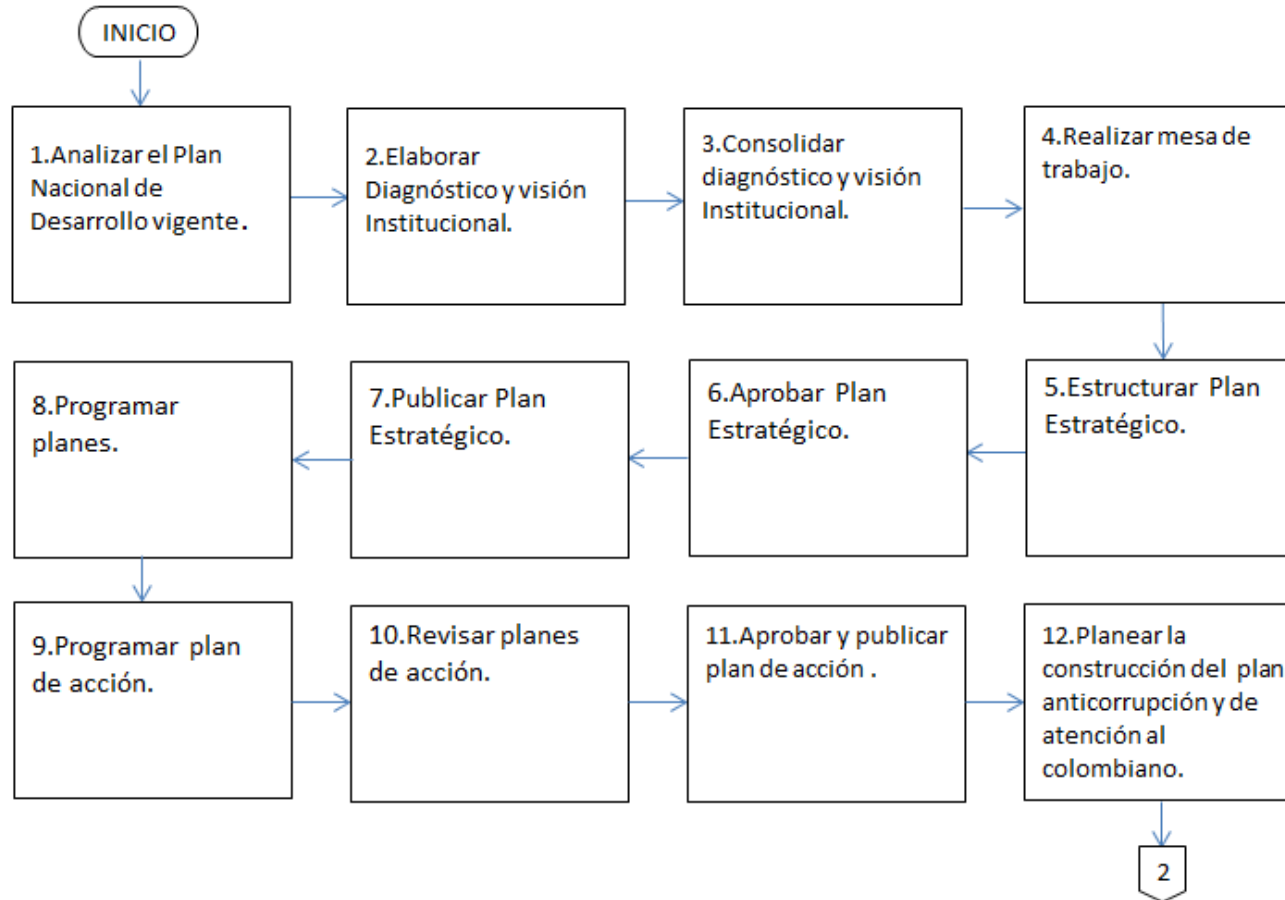 INICIO
1.Analizar el Plan
Nacional de
Desarrollo vigente.
2.Elaborar
Diagnóstico y visión
Institucional.
3.Consolidar
diagnóstico y visión
Institucional.
4.Realizar mesa de
trabajo.
5.Estructurar Plan
Estratégico.
6.Aprobar Plan
Estratégico.
7.Publicar Plan
Estratégico.
8.Programar
planes.
9.Programar plan
de acción.
10.Revisar planes
de acción.
11.Aprobar y publicar
plan de acción .
12.Planear la
construcción del plan
anticorrupción y de
atención al
colombiano.
2